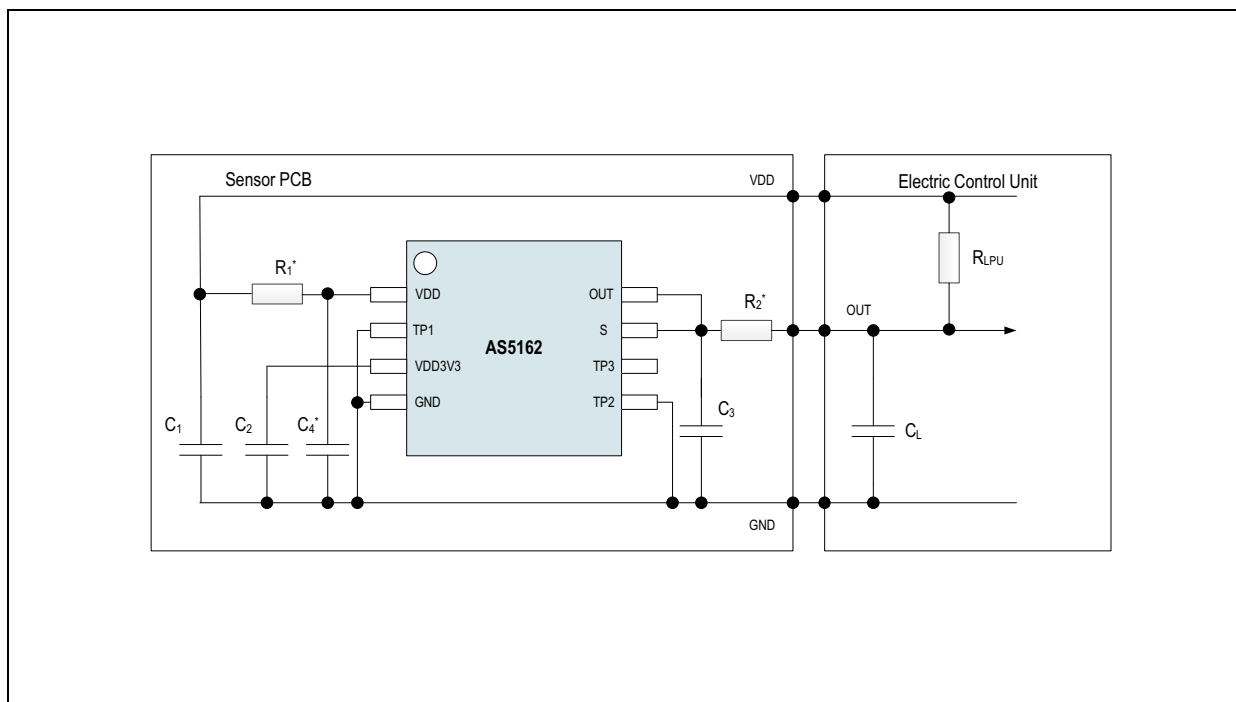 Sensor PCB
VDD
Electric Control Unit
R1*
RLPU
VDD
OUT
R2*
OUT
TP1
AS5162
S
VDD3V3
TP3
GND
TP2
C1
C2
C4*
C3
CL
GND